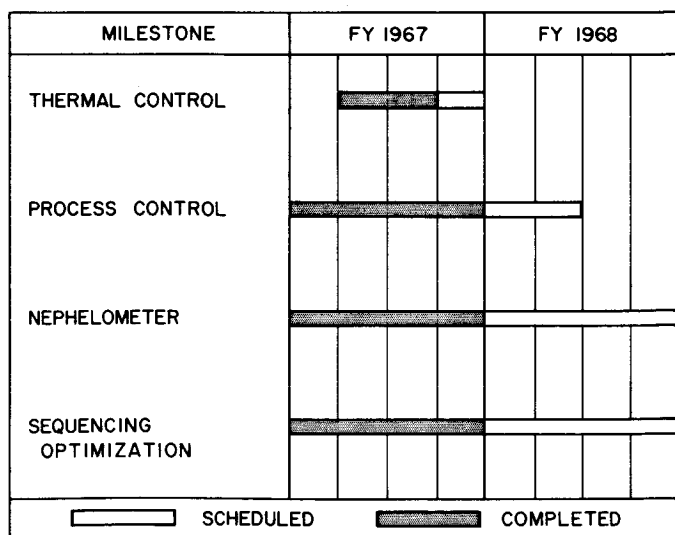 MILESTONE FY 1967 FY 1968
THERMAL CONTROL
PROCESS CONTROL
NEPHELOMETER
SEQUENCING
OPTIMIZATION
SCHEDULED COMPLETED